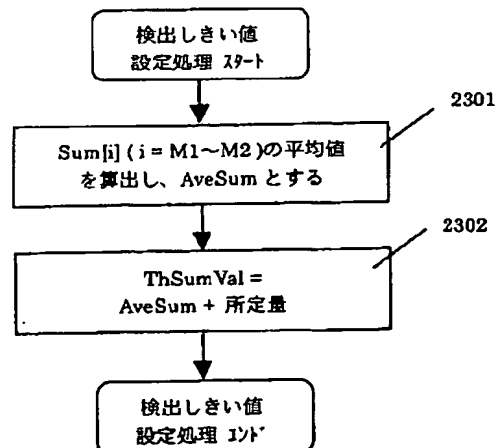 検出しきい値
設定処理 ｽﾀｰﾄ
2301
Sum[i] ( i = M1～M2 )の平均値
を算出し、AveSum とする
2302
ThSumVal =
AveSum + 所定量
検出しきい値
設定処理 ｴﾝﾄﾞ